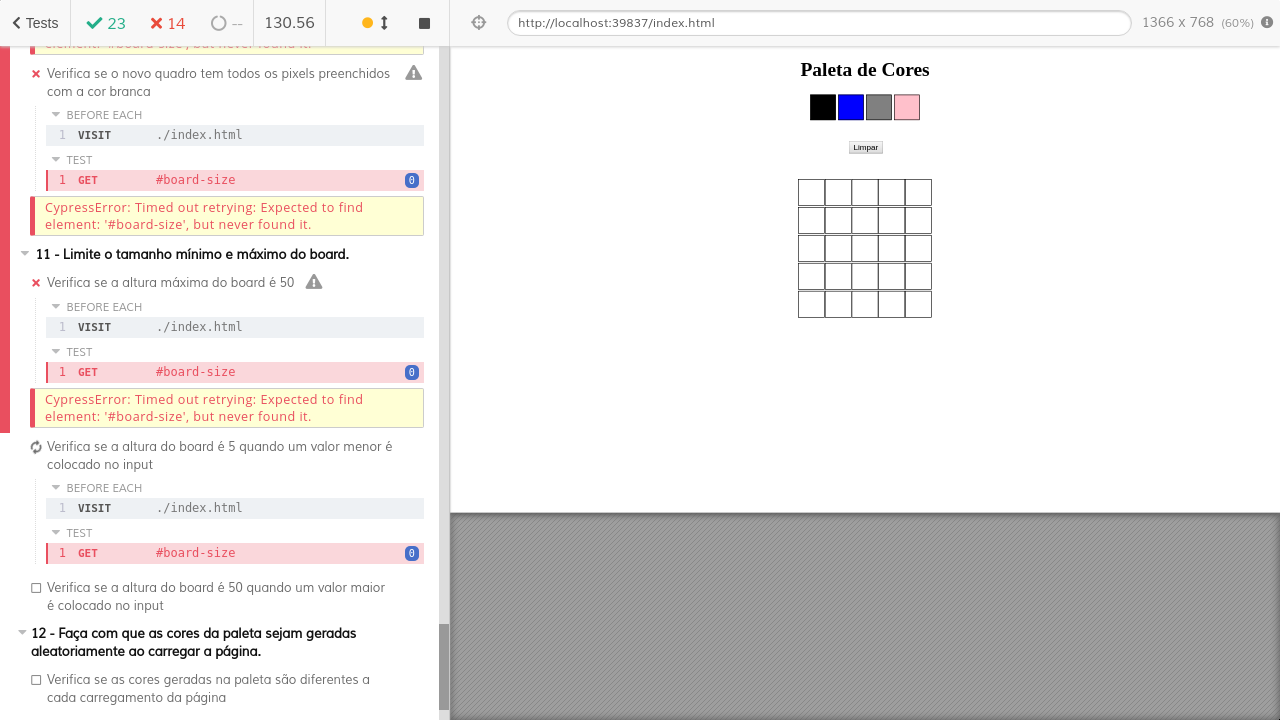 Tests
23
14
--
130.56
http://localhost:39837/index.html
1366 x 768 (60%)
element: '#board-size', but never found it.
Verifica se o novo quadro tem todos os pixels preenchidos
com a cor branca
BEFORE EACH
1 VISIT ./index.html
TEST
1 GET #board-size 0
CypressError: Timed out retrying: Expected to find
element: '#board-size', but never found it.
11 - Limite o tamanho mínimo e máximo do board.
Verifica se a altura máxima do board é 50
BEFORE EACH
1 VISIT ./index.html
TEST
1 GET #board-size 0
CypressError: Timed out retrying: Expected to find
element: '#board-size', but never found it.
Verifica se a altura do board é 5 quando um valor menor é
colocado no input
BEFORE EACH
1 VISIT ./index.html
TEST
1 GET #board-size 0
Verifica se a altura do board é 50 quando um valor maior
é colocado no input
12 - Faça com que as cores da paleta sejam geradas
aleatoriamente ao carregar a página.
Verifica se as cores geradas na paleta são diferentes a
cada carregamento da página
Paleta de Cores
Limpar